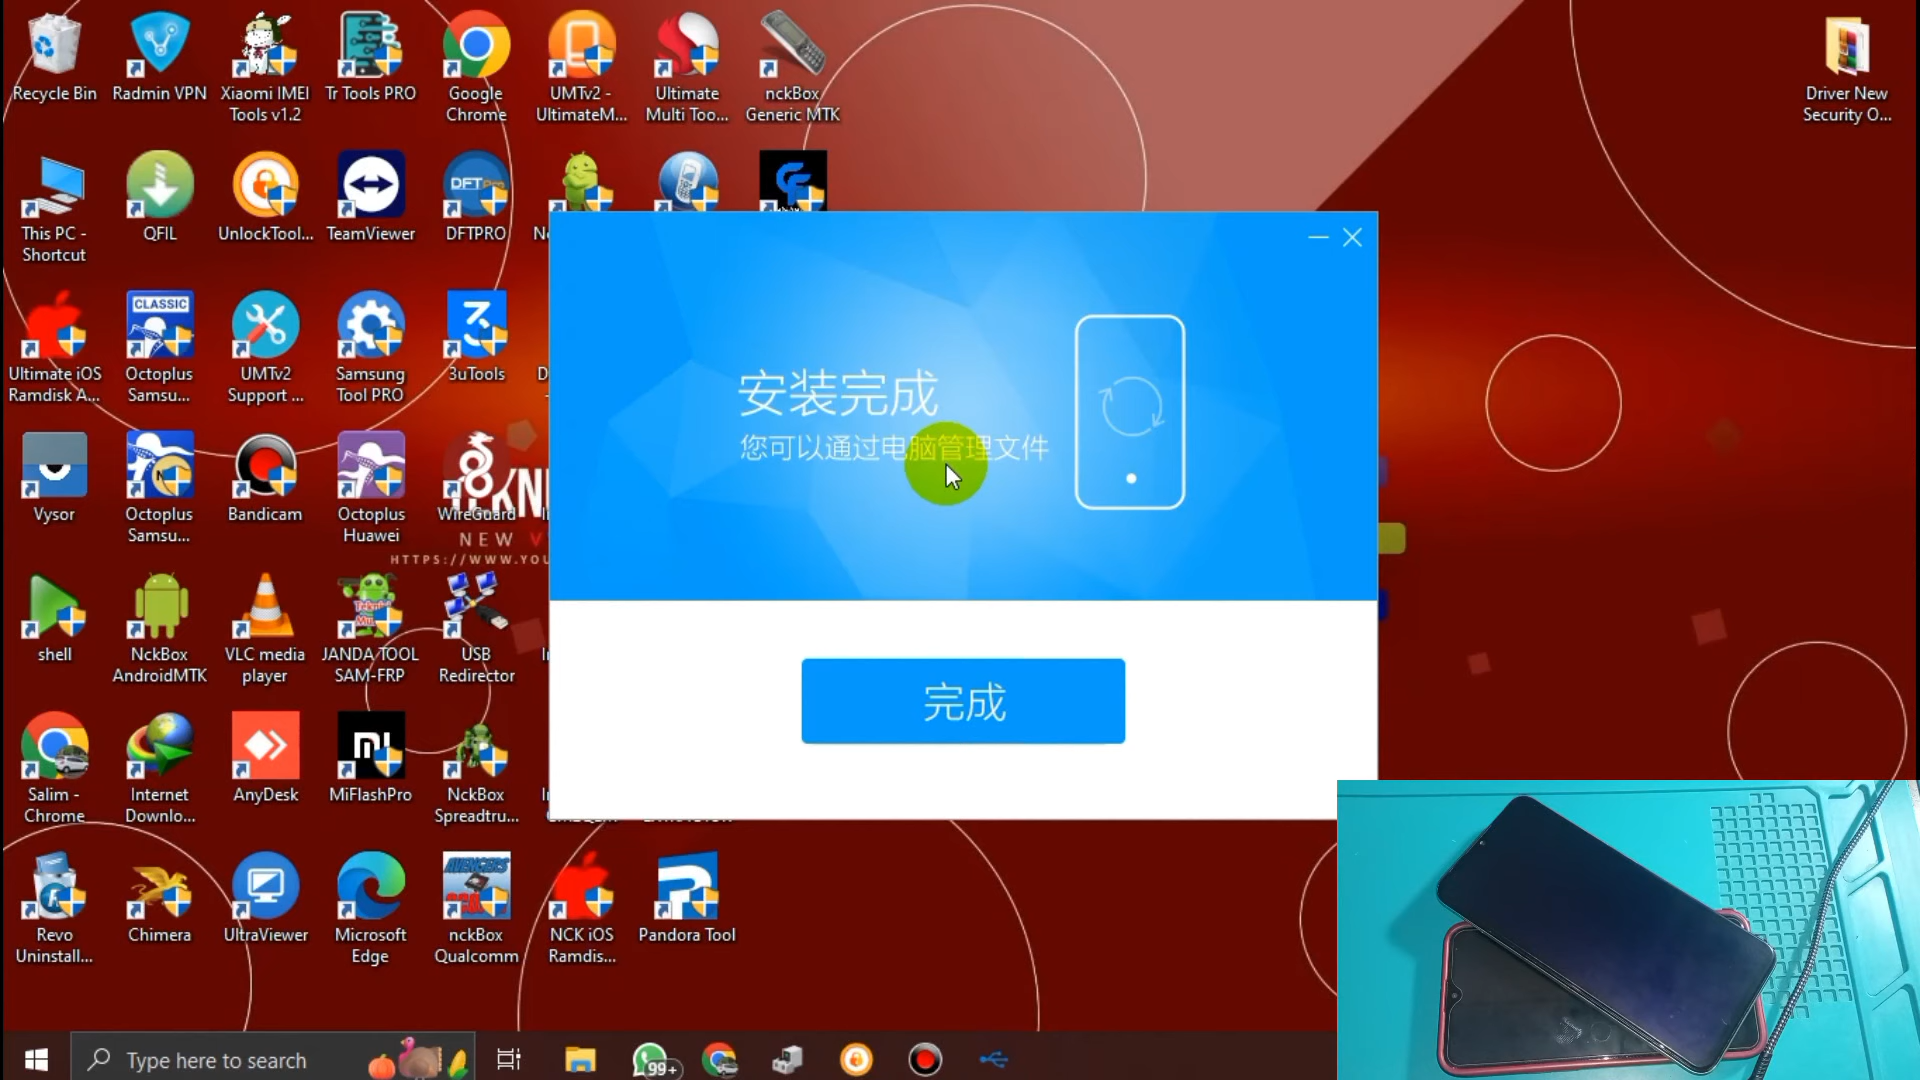 Recycle Bin
Radmin VPN
Xiaomi IMEI
Tools v1.2
Tr Tools PRO
Google
Chrome
UMTv2 -
UltimateM...
Ultimate
Multi Too...
nckBox
Generic MTK
Driver New
Security O...
This PC -
Shortcut
QFIL
UnlockTool...
TeamViewer
DFT
DFTPRO
Ultimate iOS
Ramdisk A...
CLASSIC
Octoplus
Samsu...
UMTv2
Support ...
Samsung
Tool PRO
3uTools
安装完成
您可以通过电脑管理文件
完成
Vysor
Octoplus
Samsu...
Bandicam
Octoplus
Huawei
WireGuard
NEW V
HTTPS://WWW.YOU
shell
NckBox
AndroidMTK
VLC media
player
JANDA TOOL
SAM-FRP
USB
Redirector
Salim -
Chrome
Internet
Downlo...
AnyDesk
MiFlashPro
NckBox
Spreadtru...
Revo
Uninstall...
Chimera
UltraViewer
Microsoft
Edge
AVENGERS
nckBox
Qualcomm
NCK iOS
Ramdis...
Pandora Tool
Type here to search
99+